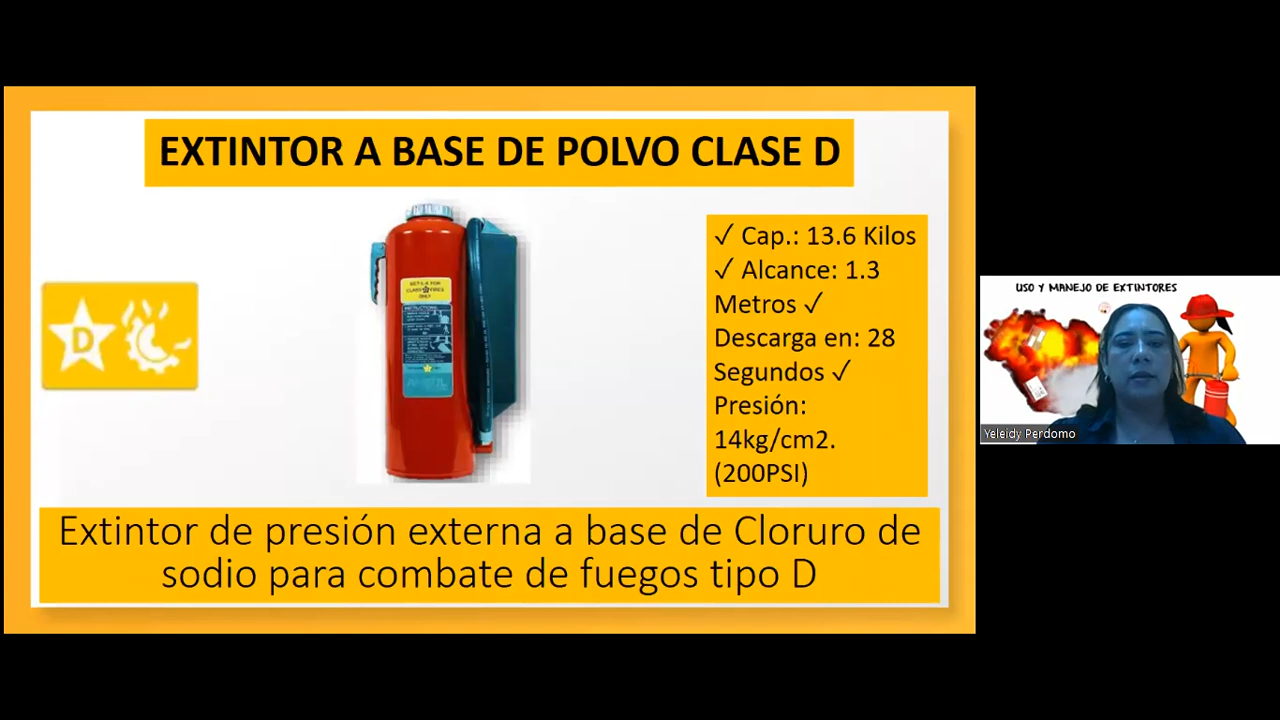 EXTINTOR A BASE DE POLVO CLASE D
D
✓ Cap.: 13.6 Kilos
✓ Alcance: 1.3
Metros ✓
Descarga en: 28
Segundos ✓
Presión:
14kg/cm2.
(200PSI)
Extintor de presión externa a base de Cloruro de
sodio para combate de fuegos tipo D
USO Y MANEJO DE EXTINTORES
Yeleidy Perdomo